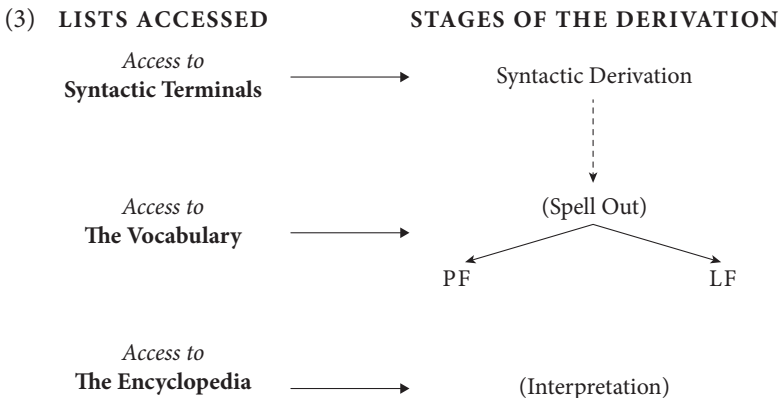 (3) LISTS ACCESSED STAGES OF THE DERIVATION
Access to
Syntactic Terminals
Syntactic Derivation
Access to
The Vocabulary
(Spell Out)
PF LF
Access to
The Encyclopedia
(Interpretation)